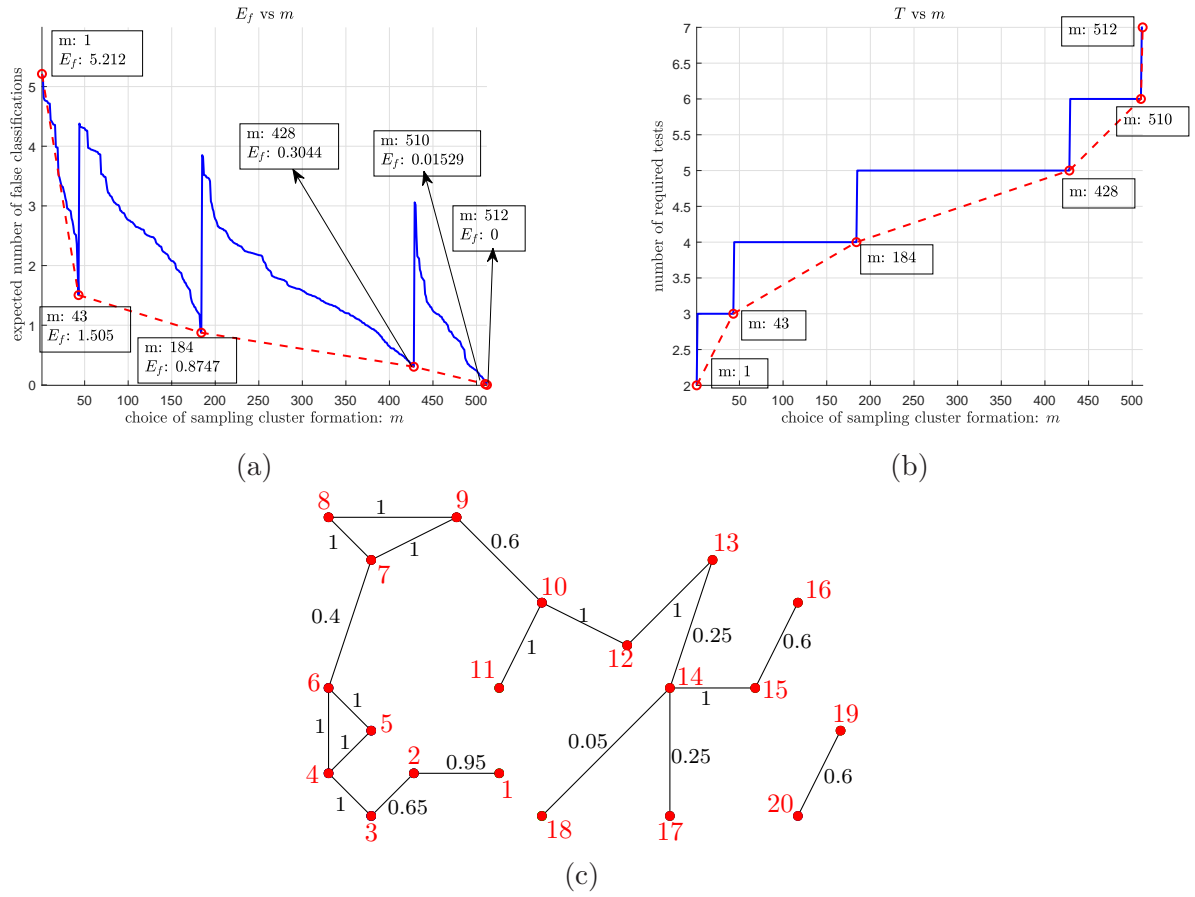 E_f vs m
m: 1
E_f: 5.212
m: 428
E_f: 0.3044
m: 510
E_f: 0.01529
m: 512
E_f: 0
m: 43
E_f: 1.505
m: 184
E_f: 0.8747
expected number of false classifications
5
4
3
2
1
0
50 100 150 200 250 300 350 400 450 500
choice of sampling cluster formation: m
(a)
T vs m
m: 512
m: 510
m: 428
m: 184
m: 43
m: 1
number of required tests
7
6.5
6
5.5
5
4.5
4
3.5
3
2.5
2
50 100 150 200 250 300 350 400 450 500
choice of sampling cluster formation: m
(b)
8 1 9
1 1 0.6 13
7
10 16
0.4 1 1 0.6
1 0.25
11 12
6 14
1 1 15
1 5 19
1 0.05 0.25
2 0.95
4 1 0.6
1 0.65 20
3 18 17
(c)